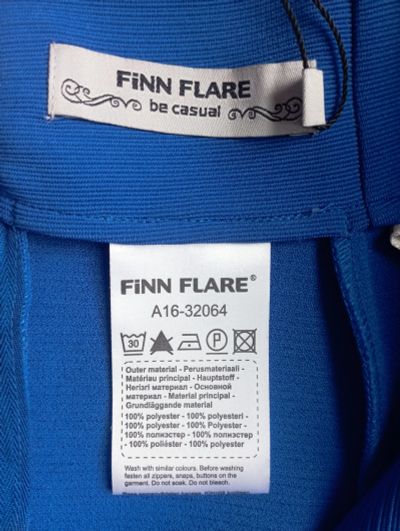 FiNN FLARE
be casual
FiNN FLARE®
A16-32064
30 P
Outer material - Perusmateriaali -
Matériau principal - Hauptstoff -
Негізгі материал - Основной
материал - Material principal -
Grundläggande material
100% polyester - 100% polyesteri -
100% polyester - 100% polyester -
100% полиэстер - 100% полиэстер
- 100% poliéster - 100% polyester
Wash with similar colours. Before washing
fasten all zippers, snaps, buttons on the
garment. Do not soak. Do not bleach.